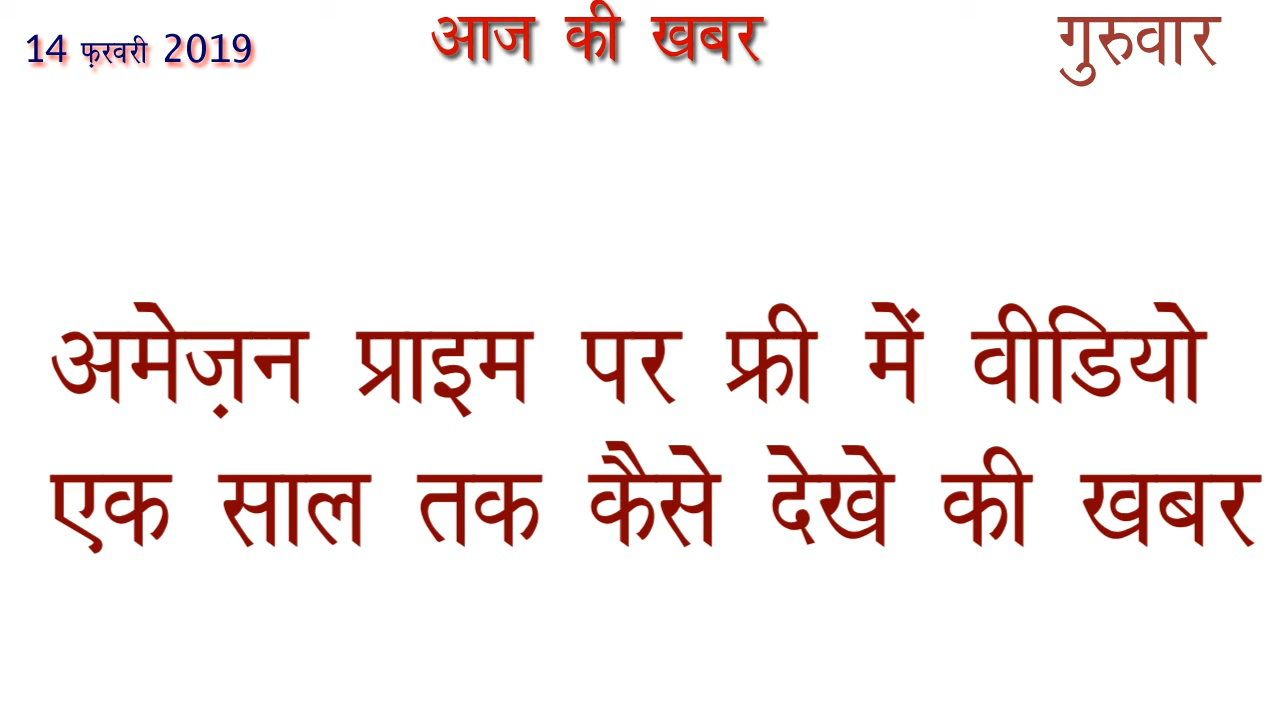 14 फ़रवरी 2019 आज की खबर गुरुवार
अमेज़न प्राइम पर फ्री में वीडियो
एक साल तक कैसे देखे की खबर